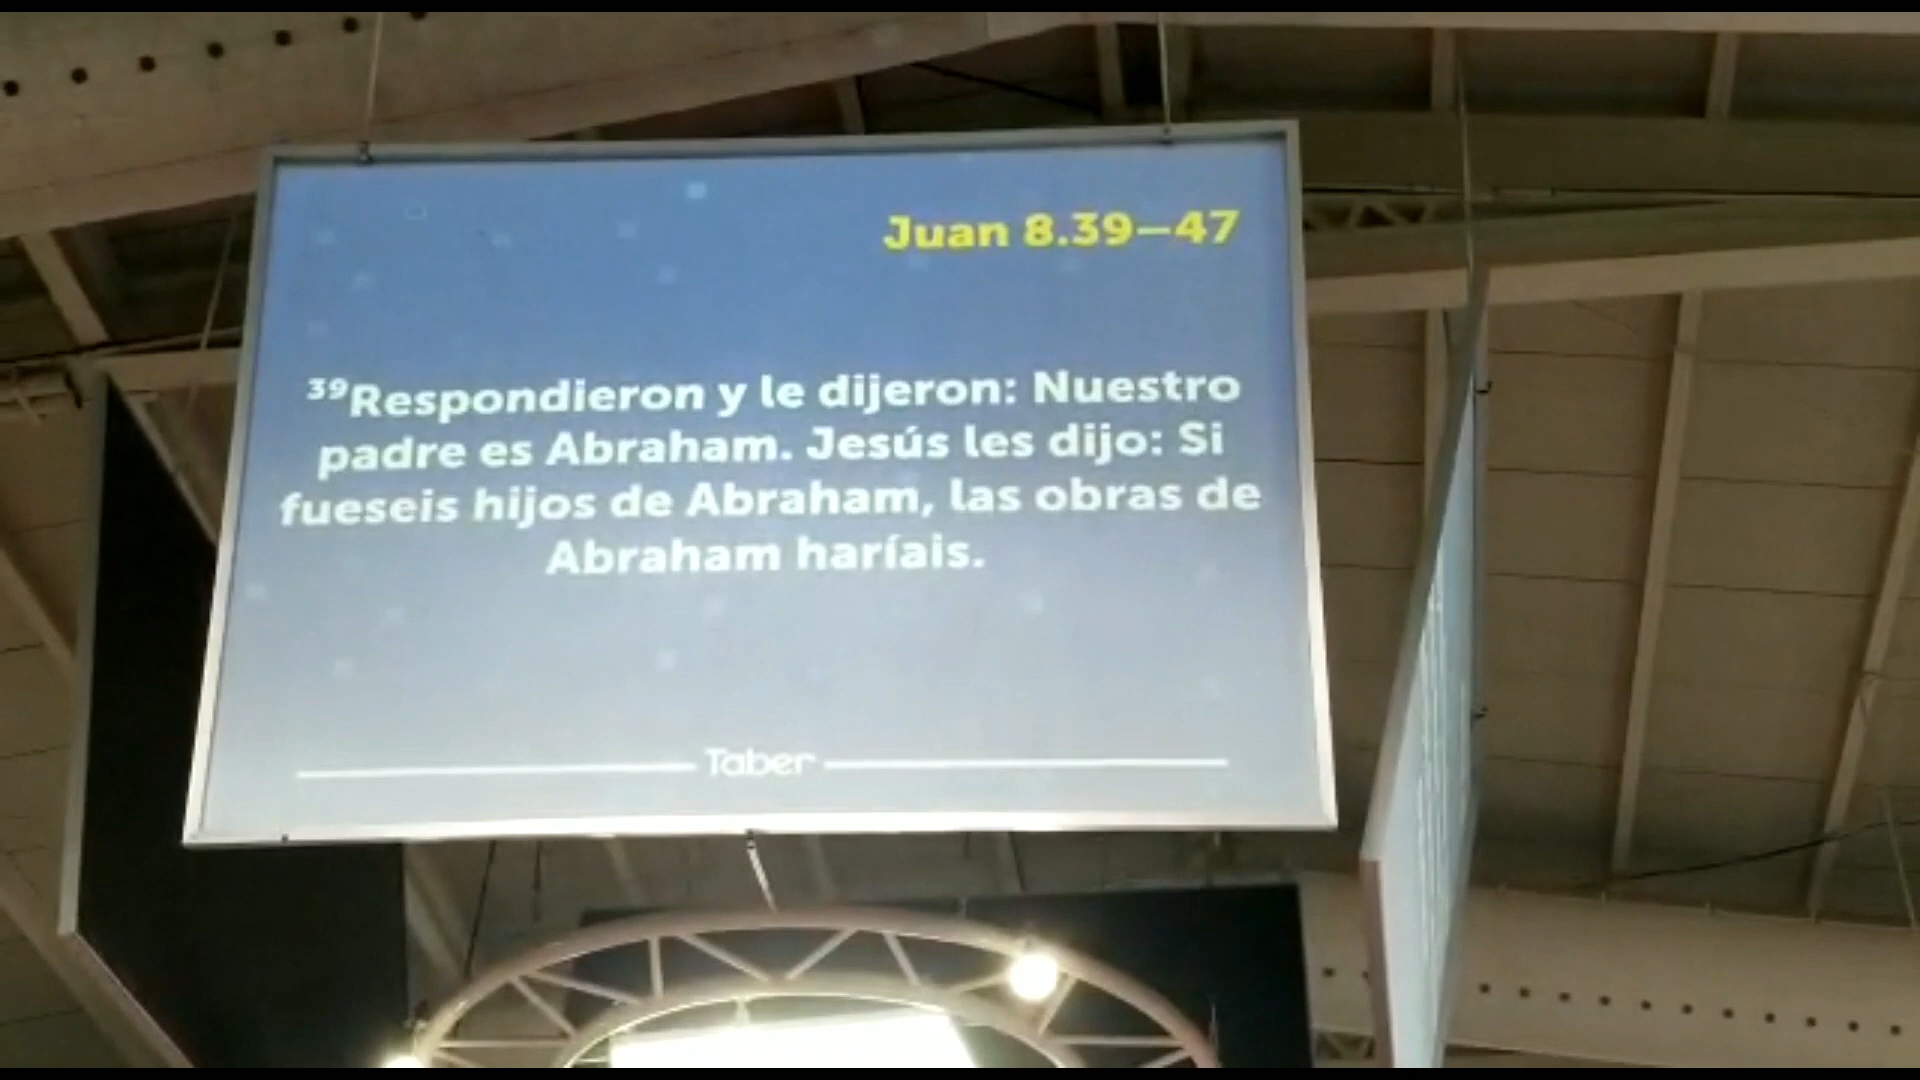 Juan 8.39—47
³⁹Respondieron y le dijeron: Nuestro
padre es Abraham. Jesús les dijo: Si
fueseis hijos de Abraham, las obras de
Abraham haríais.
Taber